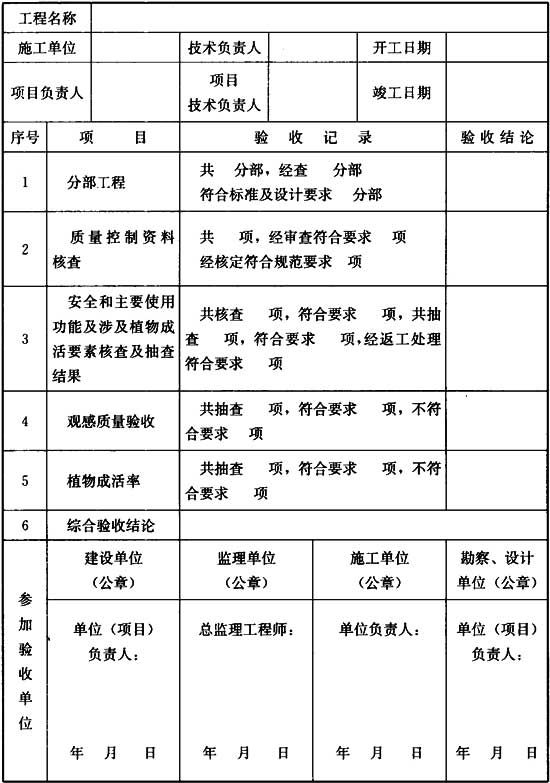 工程名称
施工单位 技术负责人 开工日期
项目负责人 项目 技术负责人 竣工日期
序号 项 目 验 收 记 录 验收结论
1 分部工程 共 分部，经查 分部
符合标准及设计要求 分部
2 质量控制资料
核查
共 项，经审查符合要求 项
经核定符合规范要求 项
3 安全和主要使用
功能及涉及植物成
活要素核查及抽查
结果
共核查 项，符合要求 项，共抽
查 项，符合要求 项，经返工处理
符合要求 项
4 观感质量验收 共抽查 项，符合要求 项，不符
合要求 项
5 植物成活率 共抽查 项，符合要求 项，不符
合要求 项
6 综合验收结论
参加验收单位
建设单位
（公章）
监理单位
（公章）
施工单位
（公章）
勘察、设计
单位（公章）
单位（项目）
负责人：
总监理工程师：
单位负责人：
单位（项目）
负责人：
年 月 日 年 月 日 年 月 日 年 月 日